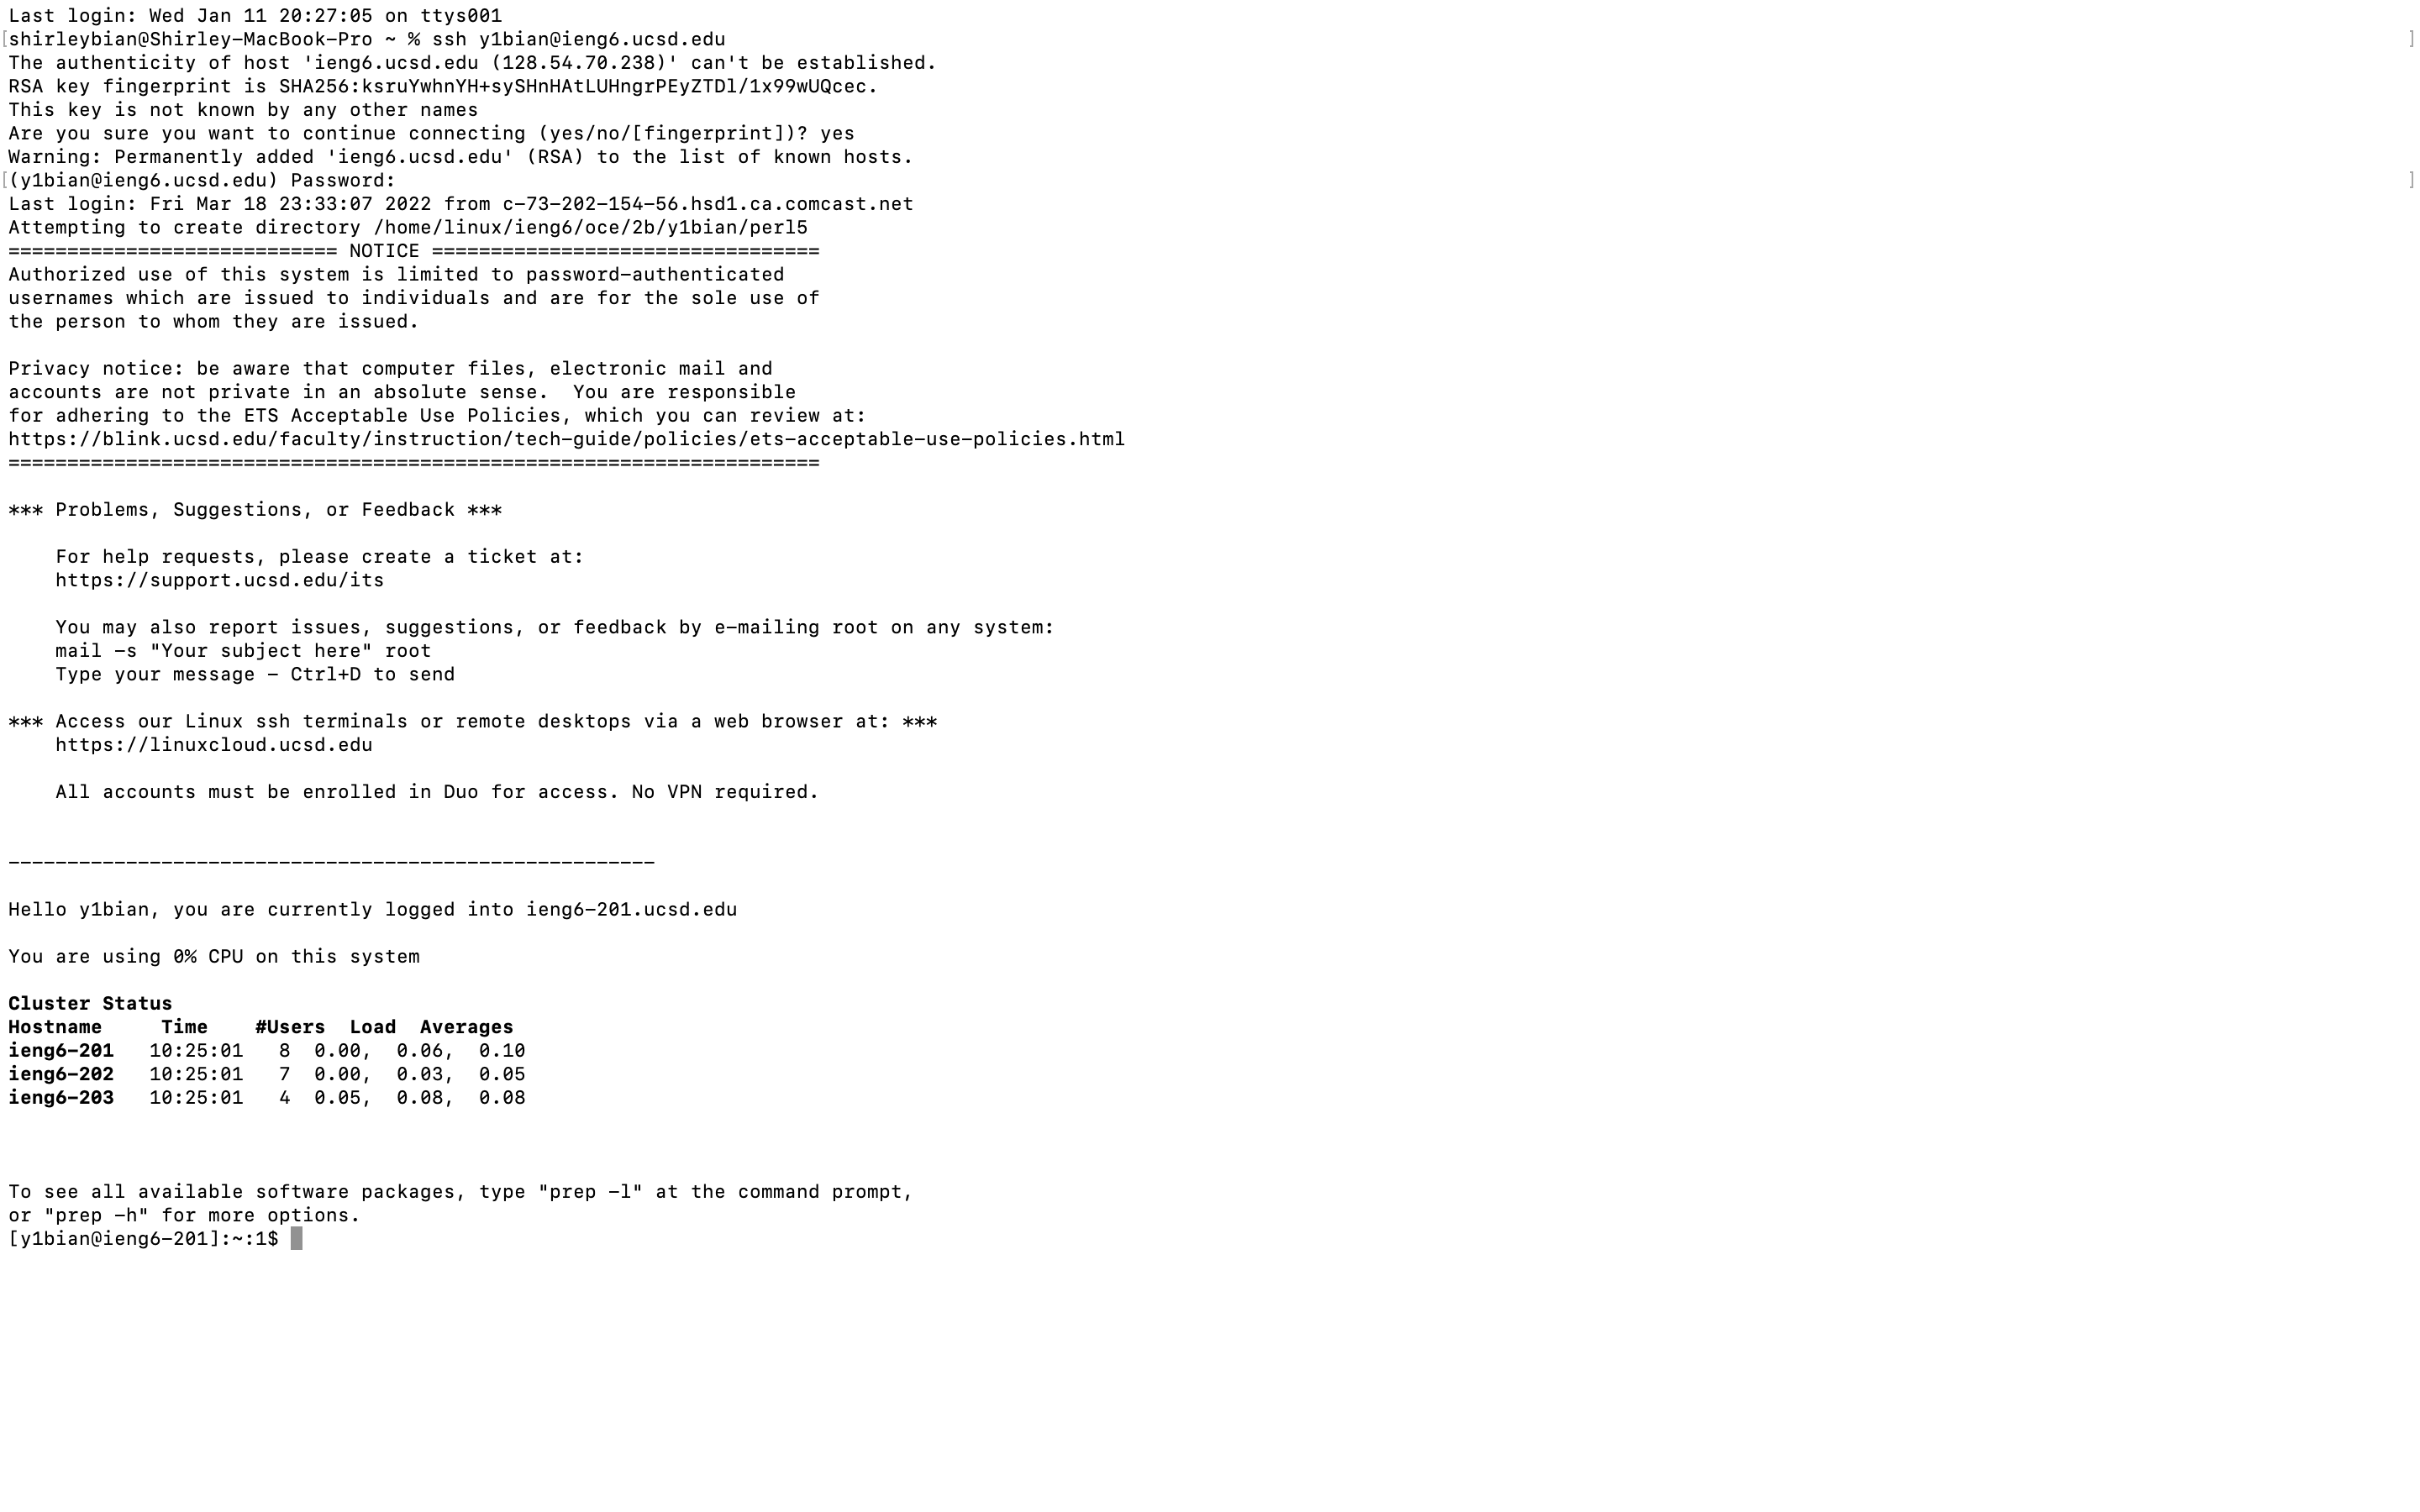 Last login: Wed Jan 11 20:27:05 on ttys001
[shirleybian@Shirley-MacBook-Pro ~ % ssh y1bian@ieng6.ucsd.edu ]
The authenticity of host 'ieng6.ucsd.edu (128.54.70.238)' can't be established.
RSA key fingerprint is SHA256:ksruYwhnYH+sySHnHAtLUHngrPEyZTDl/1x99wUQcec.
This key is not known by any other names
Are you sure you want to continue connecting (yes/no/[fingerprint])? yes
Warning: Permanently added 'ieng6.ucsd.edu' (RSA) to the list of known hosts.
[(y1bian@ieng6.ucsd.edu) Password: ]
Last login: Fri Mar 18 23:33:07 2022 from c-73-202-154-56.hsd1.ca.comcast.net
Attempting to create directory /home/linux/ieng6/oce/2b/y1bian/perl5
============================ NOTICE =================================
Authorized use of this system is limited to password-authenticated
usernames which are issued to individuals and are for the sole use of
the person to whom they are issued.

Privacy notice: be aware that computer files, electronic mail and
accounts are not private in an absolute sense.  You are responsible
for adhering to the ETS Acceptable Use Policies, which you can review at:
https://blink.ucsd.edu/faculty/instruction/tech-guide/policies/ets-acceptable-use-policies.html
=====================================================================

*** Problems, Suggestions, or Feedback ***

    For help requests, please create a ticket at:
    https://support.ucsd.edu/its

    You may also report issues, suggestions, or feedback by e-mailing root on any system:
    mail -s "Your subject here" root
    Type your message - Ctrl+D to send

*** Access our Linux ssh terminals or remote desktops via a web browser at: ***
    https://linuxcloud.ucsd.edu

    All accounts must be enrolled in Duo for access. No VPN required.

-------------------------------------------------------

Hello y1bian, you are currently logged into ieng6-201.ucsd.edu

You are using 0% CPU on this system

Cluster Status
Hostname     Time    #Users  Load  Averages
ieng6-201   10:25:01   8  0.00,  0.06,  0.10
ieng6-202   10:25:01   7  0.00,  0.03,  0.05
ieng6-203   10:25:01   4  0.05,  0.08,  0.08

To see all available software packages, type "prep -l" at the command prompt,
or "prep -h" for more options.
[y1bian@ieng6-201]:~:1$